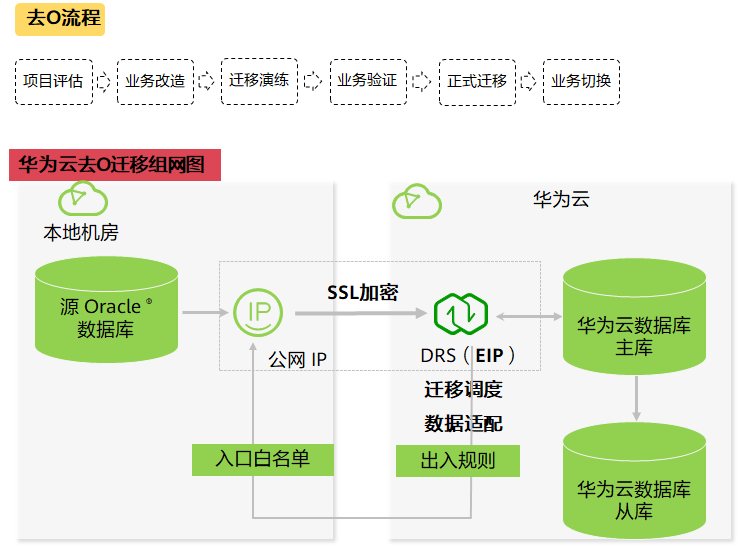 去O流程
项目评估
业务改造
迁移演练
业务验证
正式迁移
业务切换
华为云去O迁移组网图
本地机房
华为云
源 Oracle ®
数据库
IP
公网 IP
SSL加密
DRS（EIP）
迁移调度
数据适配
华为云数据库
主库
入口白名单
出入规则
华为云数据库
从库